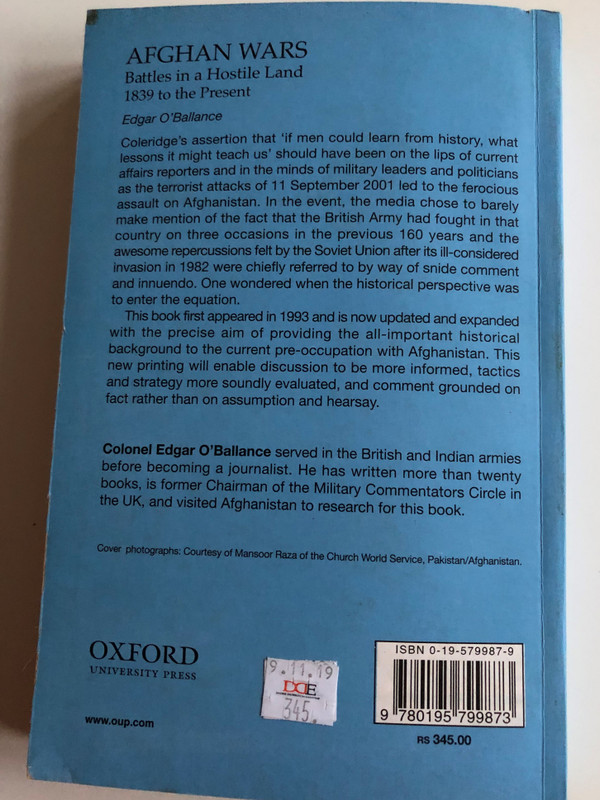 AFGHAN WARS
Battles in a Hostile Land
1839 to the Present
Edgar O'Ballance
Coleridge's assertion that 'if men could learn from history, what
lessons it might teach us' should have been on the lips of current
affairs reporters and in the minds of military leaders and politicians
as the terrorist attacks of 11 September 2001 led to the ferocious
assault on Afghanistan. In the event, the media chose to barely
make mention of the fact that the British Army had fought in that
country on three occasions in the previous 160 years and the
awesome repercussions felt by the Soviet Union after its ill-considered
invasion in 1982 were chiefly referred to by way of snide comment
and innuendo. One wondered when the historical perspective was
to enter the equation.
This book first appeared in 1993 and is now updated and expanded
with the precise aim of providing the all-important historical
background to the current pre-occupation with Afghanistan. This
new printing will enable discussion to be more informed, tactics
and strategy more soundly evaluated, and comment grounded on
fact rather than on assumption and hearsay.
Colonel Edgar O'Ballance served in the British and Indian armies
before becoming a journalist. He has written more than twenty
books, is former Chairman of the Military Commentators Circle in
the UK, and visited Afghanistan to research for this book.
Cover photographs: Courtesy of Mansoor Raza of the Church World Service, Pakistan/Afghanistan.
OXFORD
UNIVERSITY PRESS
www.oup.com
9.11.19
345.
ISBN 0-19-579987-9
9 780195 799873
RS 345.00